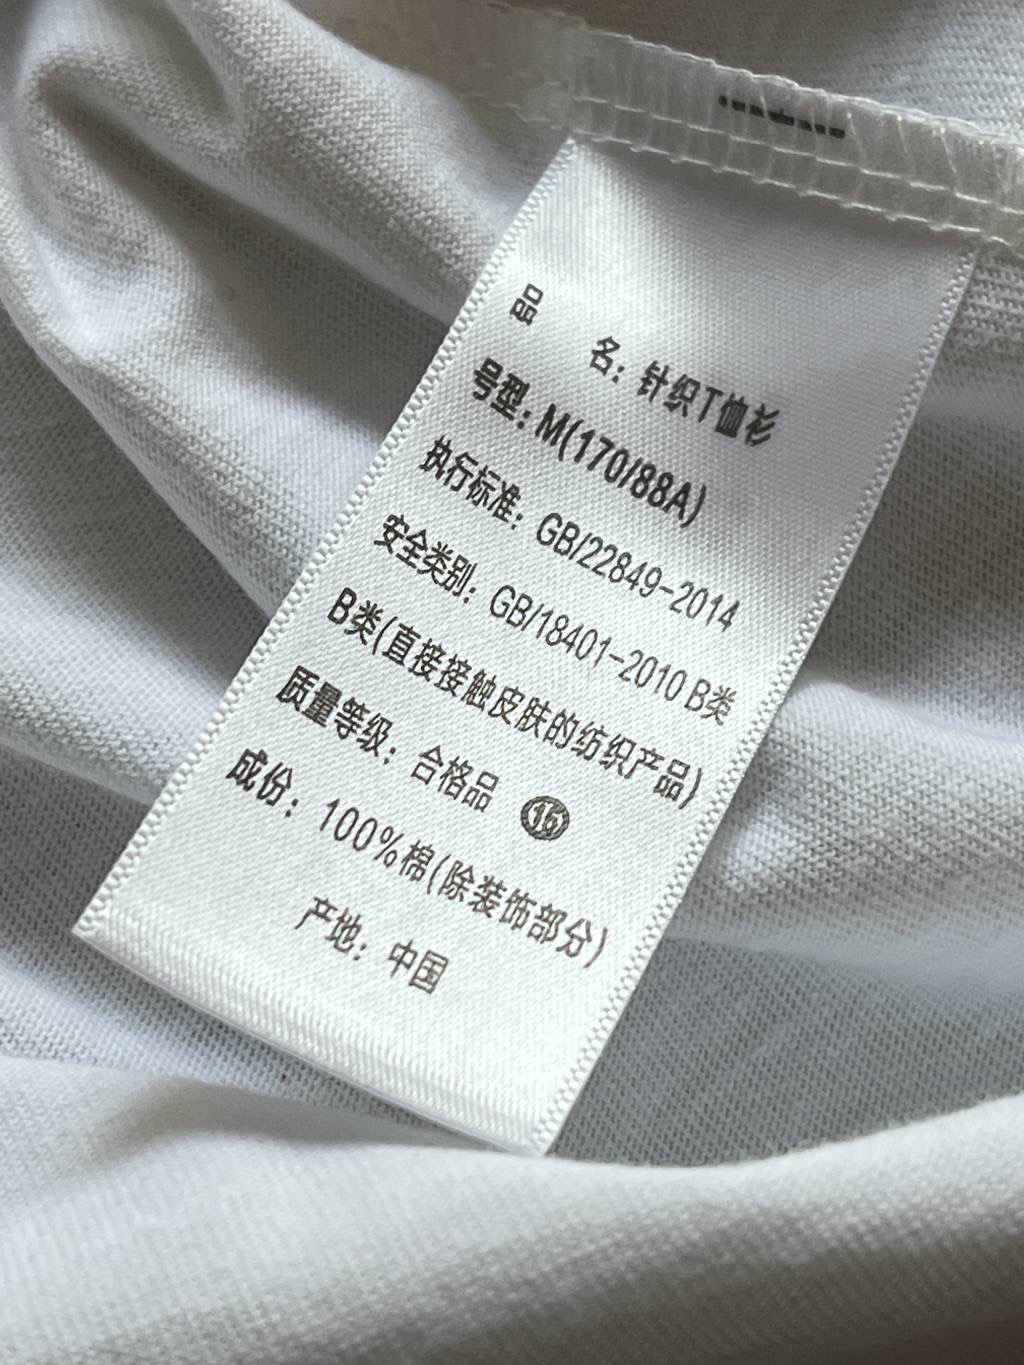 品 名：针织T恤衫
号型：M(170/88A)
执行标准：GB/22849-2014
安全类别：GB/18401-2010 B类
B类(直接接触皮肤的纺织产品)
质量等级：合格品 ⑯
成份：100%棉(除装饰部分)
产地：中国